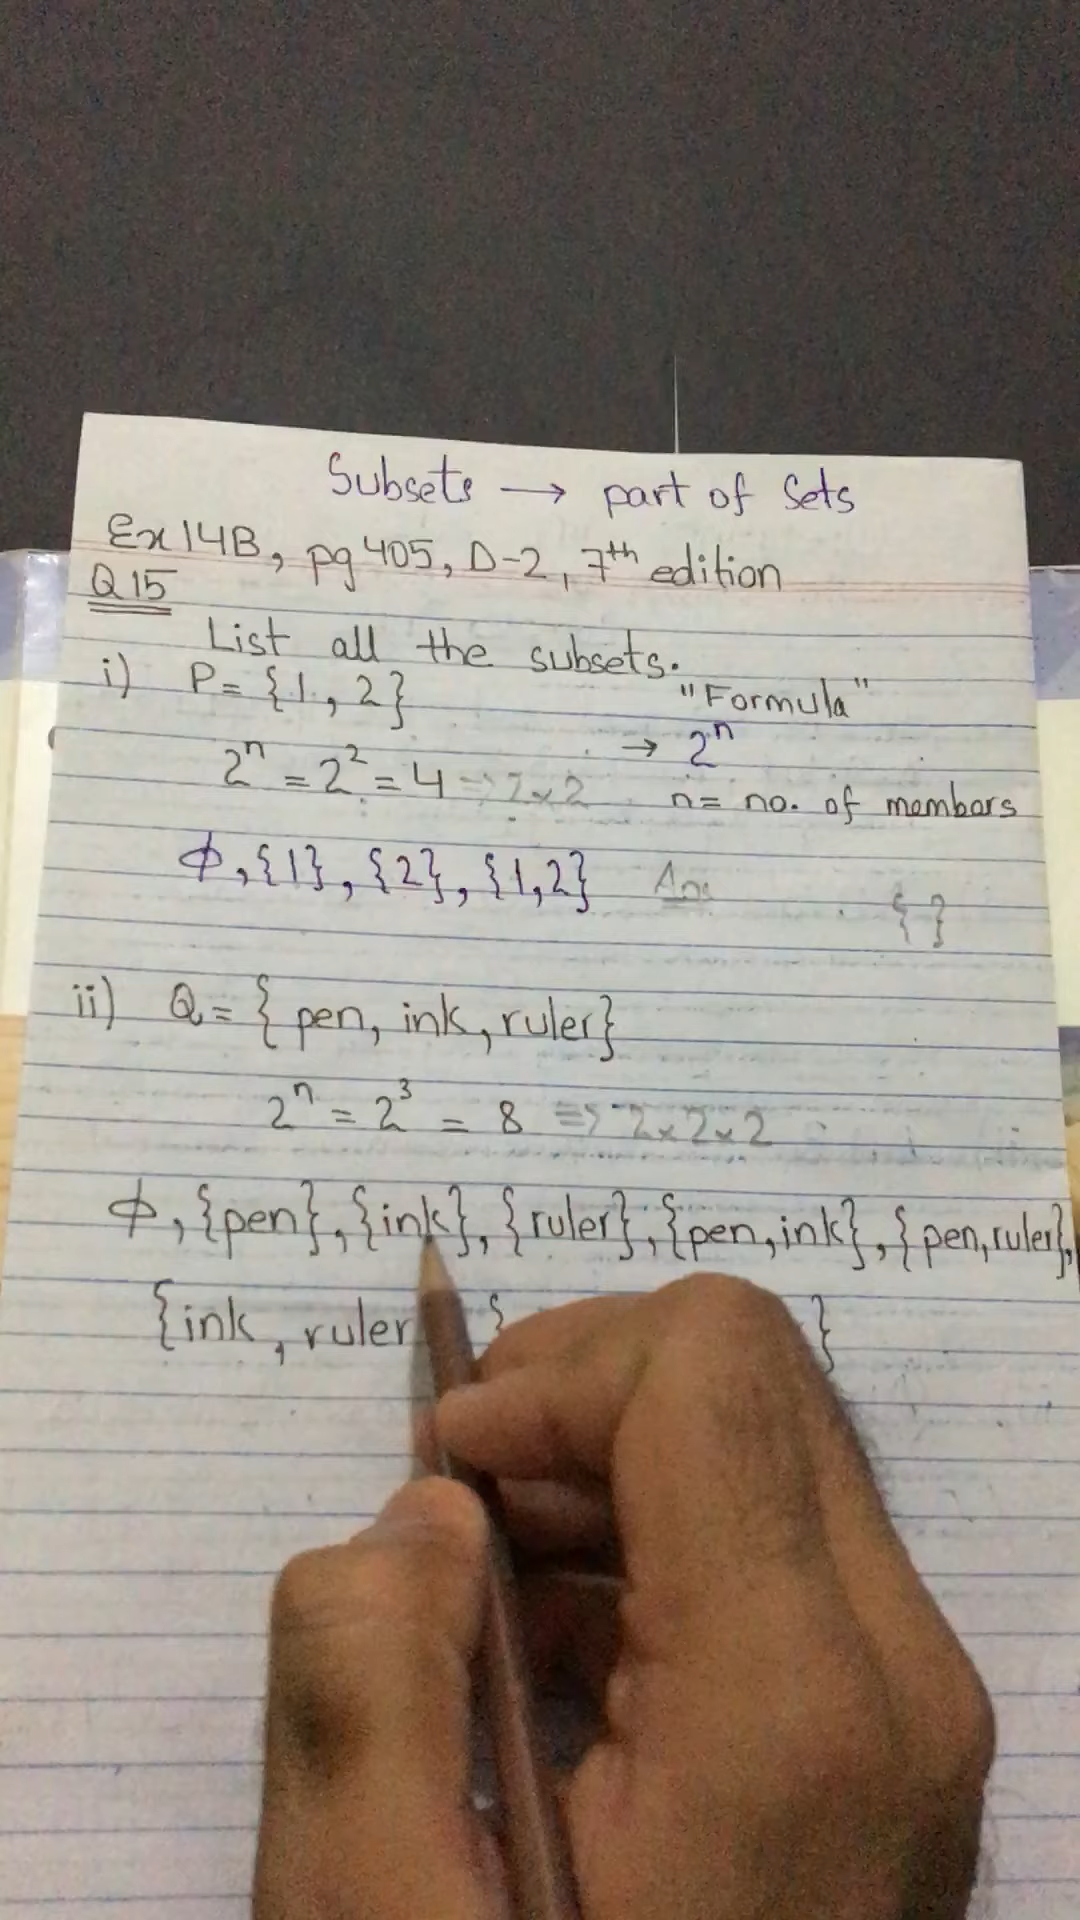 Subsets → part of Sets
Ex 14B, pg 405, D-2, 7th edition
Q 15
List all the subsets.
i) P = {1, 2}
"Formula"
→ 2ⁿ
2ⁿ = 2² = 4 ⇒ 2×2
n = no. of members
ϕ, {1}, {2}, {1,2} Ans
{ }
ii) Q = { pen, ink, ruler}
2ⁿ = 2³ = 8 ⇒ 2×2×2
ϕ, {pen}, {ink}, {ruler}, {pen, ink}, {pen, ruler},
{ink, ruler { }